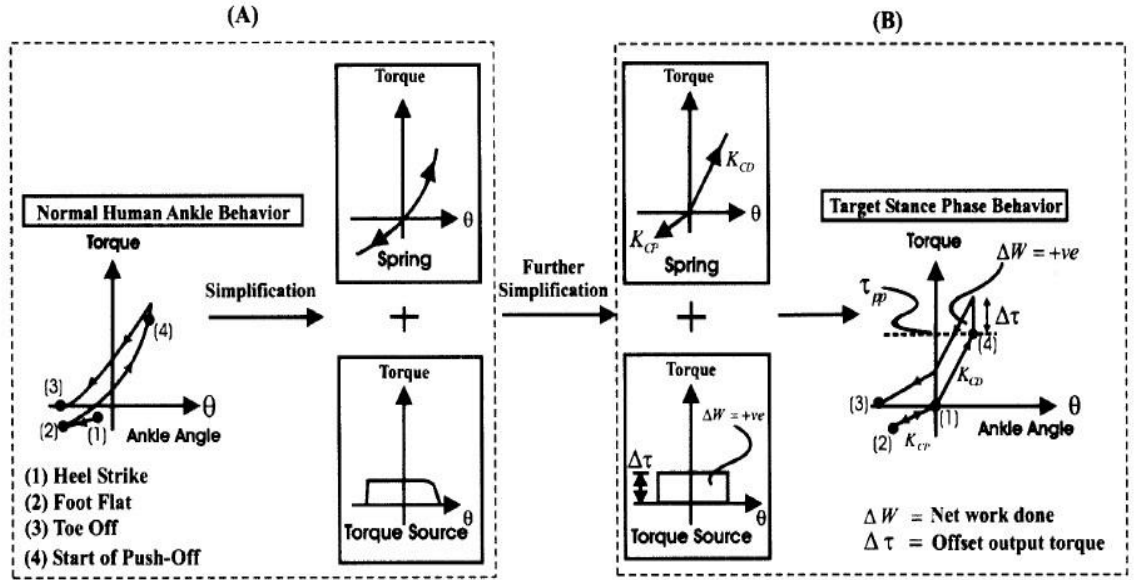 (A)
(B)
Normal Human Ankle Behavior
Torque
(4)
(3)
θ
(2)
(1)
Ankle Angle
(1) Heel Strike
(2) Foot Flat
(3) Toe Off
(4) Start of Push-Off
Simplification
Torque
θ
Spring
+
Torque
θ
Torque Source
Further
Simplification
Torque
K_CD
θ
K_CP
Spring
+
Torque
ΔW = +ve
Δτ
θ
Torque Source
Target Stance Phase Behavior
Torque
ΔW = +ve
τ_pp
Δτ
(4)
K_CD
(3)
(1)
θ
(2)
K_CP
Ankle Angle
ΔW = Net work done
Δτ = Offset output torque